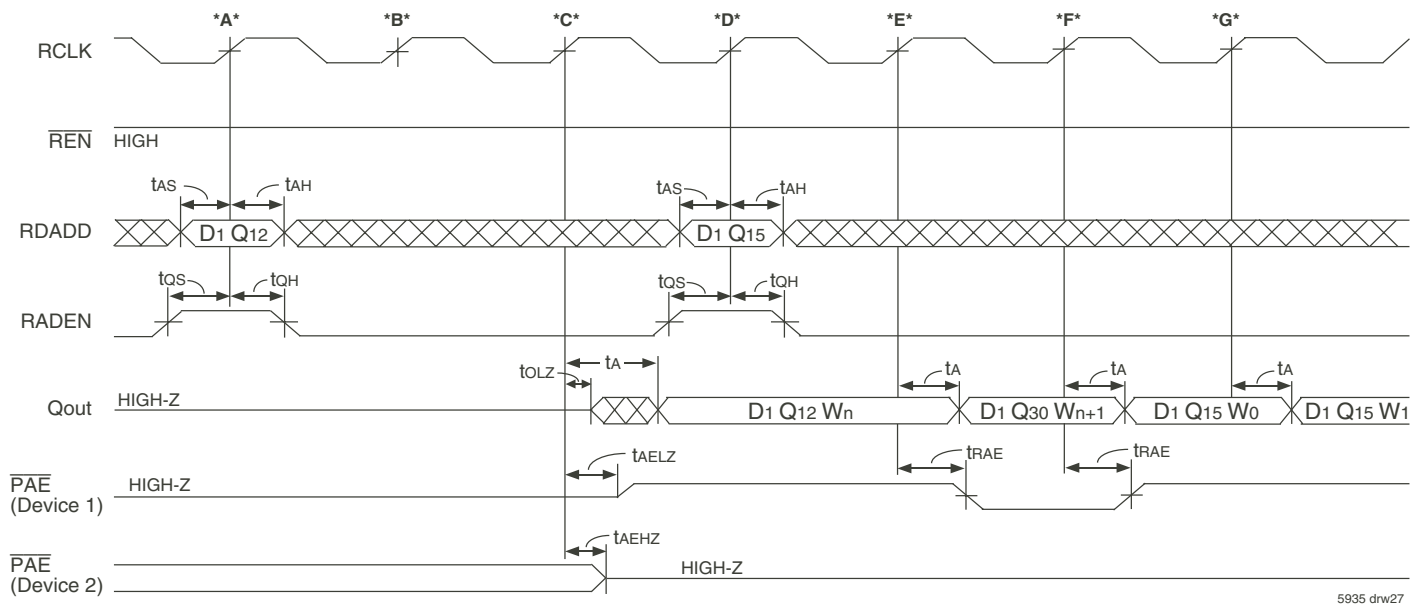 *A* *B* *C* *D* *E* *F* *G*
RCLK
REN HIGH
tAS tAH tAS tAH
RDADD D1 Q12 D1 Q15
tQS tQH tQS tQH
RADEN
tOLZ tA tA tA tA
Qout HIGH-Z D1 Q12 Wn D1 Q30 Wn+1 D1 Q15 W0 D1 Q15 W1
tAELZ tRAE tRAE
PAE
(Device 1) HIGH-Z
tAEHZ
PAE
(Device 2) HIGH-Z
5935 drw27